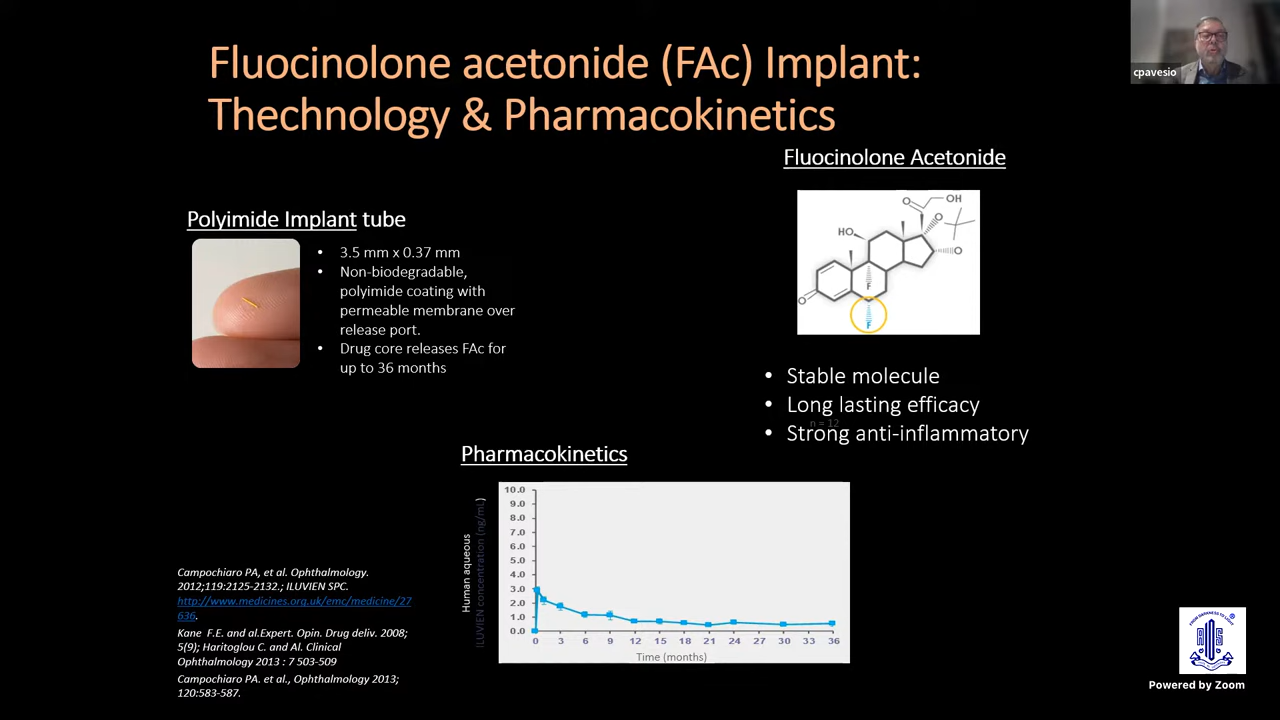 Fluocinolone acetonide (FAc) Implant:
Thechnology & Pharmacokinetics
cpavesio
Fluocinolone Acetonide
Polyimide Implant tube
• 3.5 mm x 0.37 mm
• Non-biodegradable,
polyimide coating with
permeable membrane over
release port.
• Drug core releases FAc for
up to 36 months
OH
O
O
HO
O
F
O
F
• Stable molecule
• Long lasting efficacy
n = 12
• Strong anti-inflammatory
Pharmacokinetics
Human aqueous
ILUVIEN concentration (ng/mL)
10.0
9.0
8.0
7.0
6.0
5.0
4.0
3.0
2.0
1.0
0.0
0 3 6 9 12 15 18 21 24 27 30 33 36
Time (months)
Campochiaro PA, et al. Ophthalmology.
2012;119:2125-2132.; ILUVIEN SPC.
http://www.medicines.org.uk/emc/medicine/27
636.
Kane F.E. and al.Expert. Opin. Drug deliv. 2008;
5(9); Haritoglou C. and Al. Clinical
Ophthalmology 2013 : 7 503-509
Campochiaro PA. et al., Ophthalmology 2013;
120:583-587.
Powered by Zoom